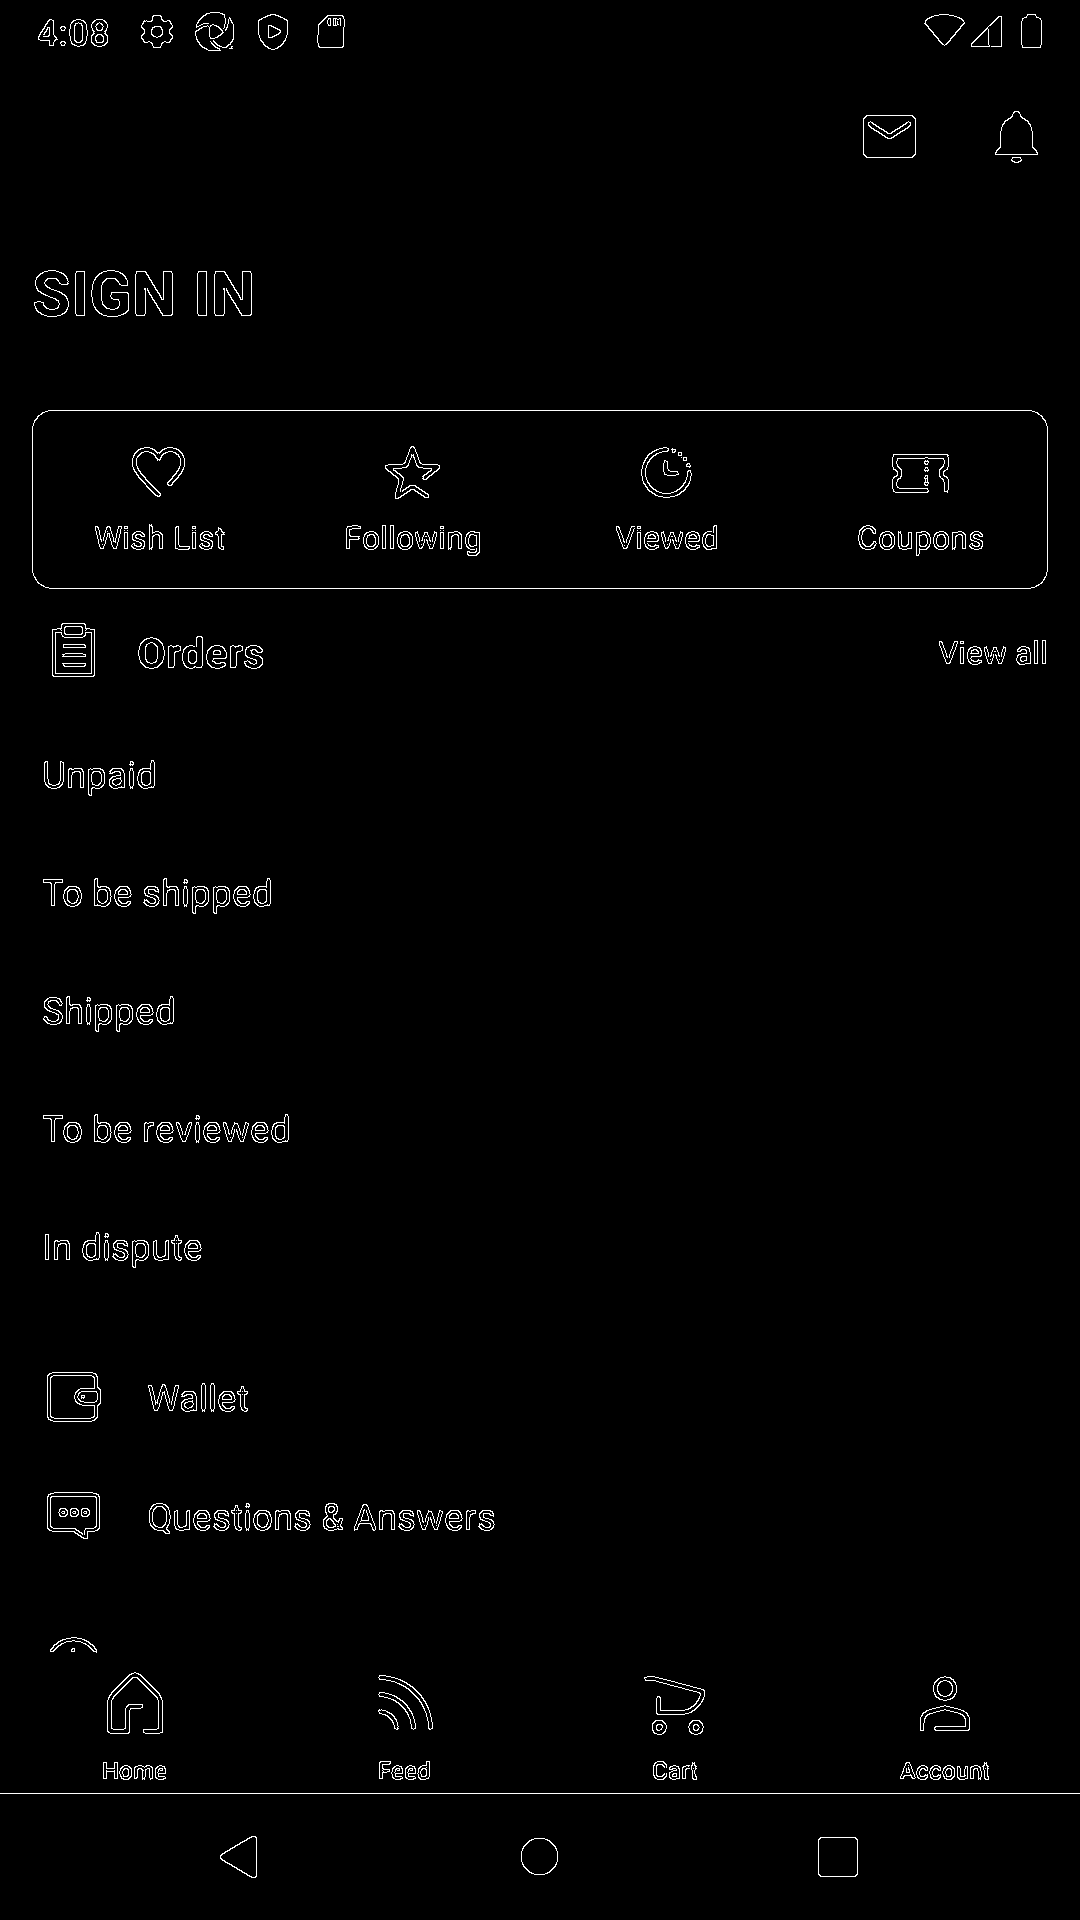 4:08
SIGN IN
Wish List Following Viewed Coupons
Orders View all
Unpaid
To be shipped
Shipped
To be reviewed
In dispute
Wallet
Questions & Answers
Home Feed Cart Account